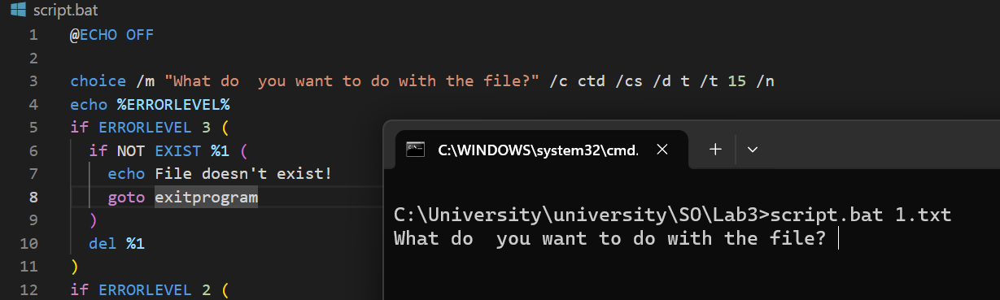 script.bat
1 @ECHO OFF
2
3 choice /m "What do  you want to do with the file?" /c ctd /cs /d t /t 15 /n
4 echo %ERRORLEVEL%
5 if ERRORLEVEL 3 (
6 if NOT EXIST %1 (
7 echo File doesn't exist!
8 goto exitprogram
9 )
10 del %1
11 )
12 if ERRORLEVEL 2 (
C:\WINDOWS\system32\cmd.
C:\University\university\SO\Lab3>script.bat 1.txt
What do  you want to do with the file?